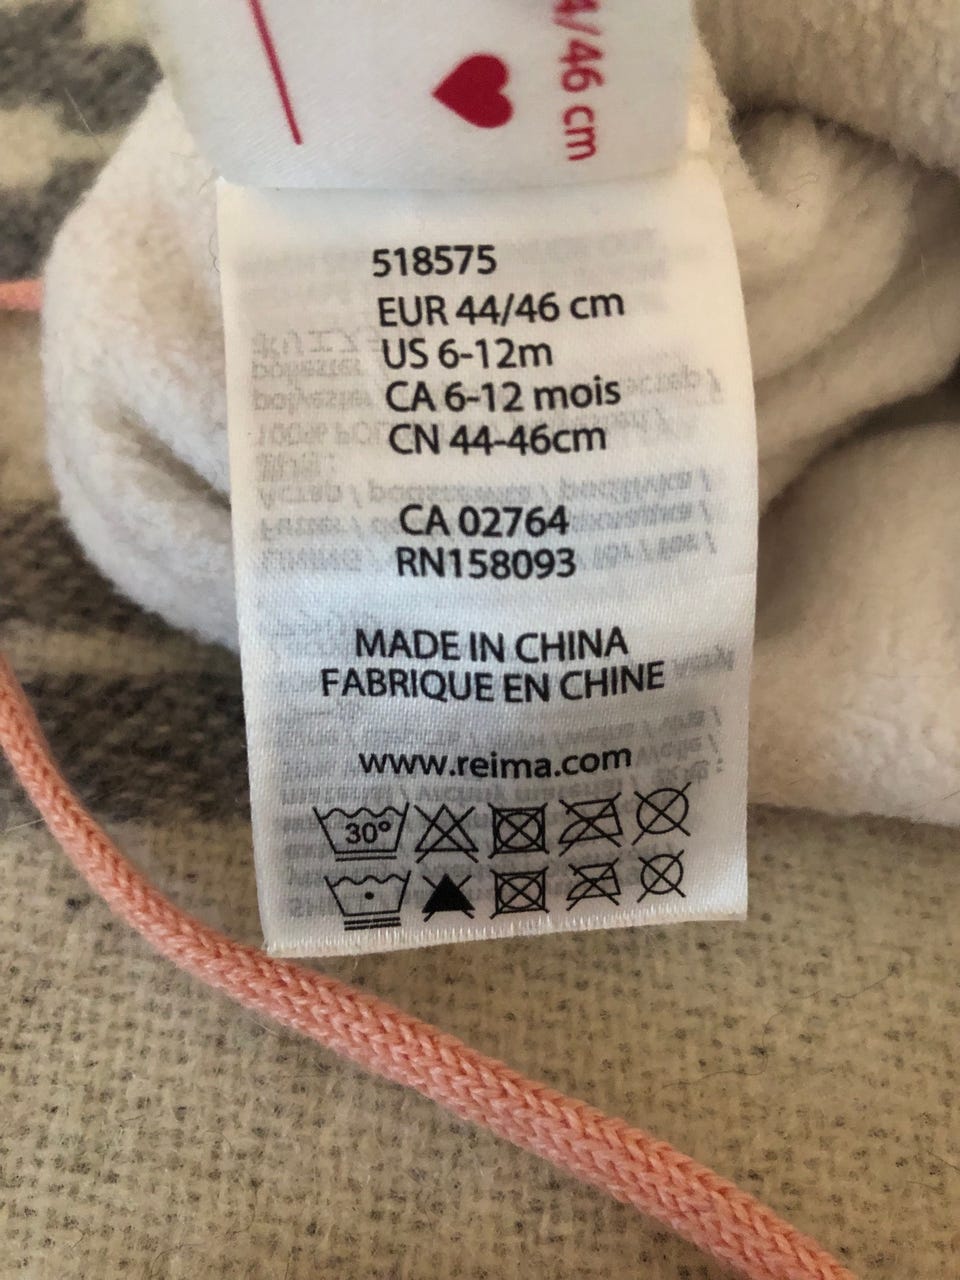 4/46 cm
518575
EUR 44/46 cm
US 6-12m
CA 6-12 mois
CN 44-46cm
CA 02764
RN158093
MADE IN CHINA
FABRIQUE EN CHINE
www.reima.com
30°